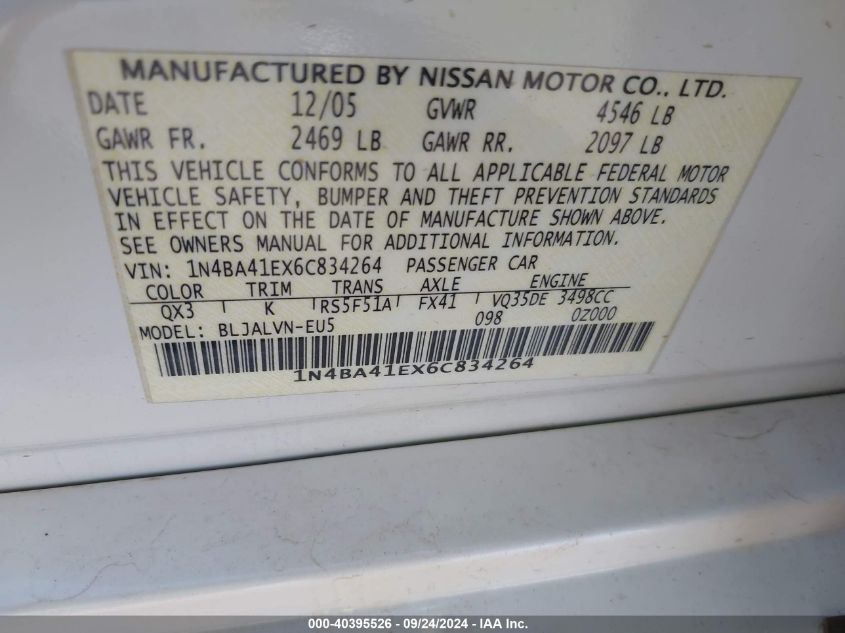 MANUFACTURED BY NISSAN MOTOR CO., LTD.
DATE 12/05 GVWR 4546 LB
GAWR FR. 2469 LB GAWR RR. 2097 LB
THIS VEHICLE CONFORMS TO ALL APPLICABLE FEDERAL MOTOR
VEHICLE SAFETY, BUMPER AND THEFT PREVENTION STANDARDS
IN EFFECT ON THE DATE OF MANUFACTURE SHOWN ABOVE.
SEE OWNERS MANUAL FOR ADDITIONAL INFORMATION.
VIN: 1N4BA41EX6C834264 PASSENGER CAR
COLOR TRIM TRANS AXLE ENGINE
QX3 K RS5F51A FX41 VQ35DE 3498CC
MODEL: BLJALVN-EU5 098 0Z000
1N4BA41EX6C834264
000-40395526 - 09/24/2024 - IAA Inc.